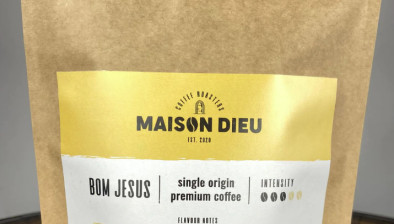 COFFEE ROASTERS
MAISON DIEU
EST. 2020
BOM JESUS
single origin
premium coffee
INTENSITY
FLAVOUR NOTES